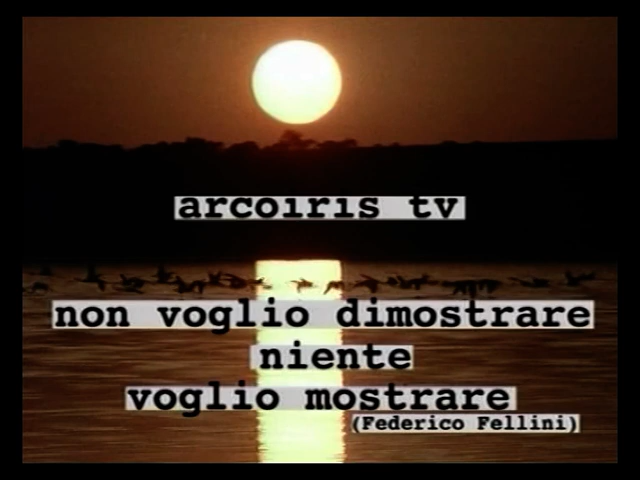 arcoiris tv
non voglio dimostrare
niente
voglio mostrare
(Federico Fellini)